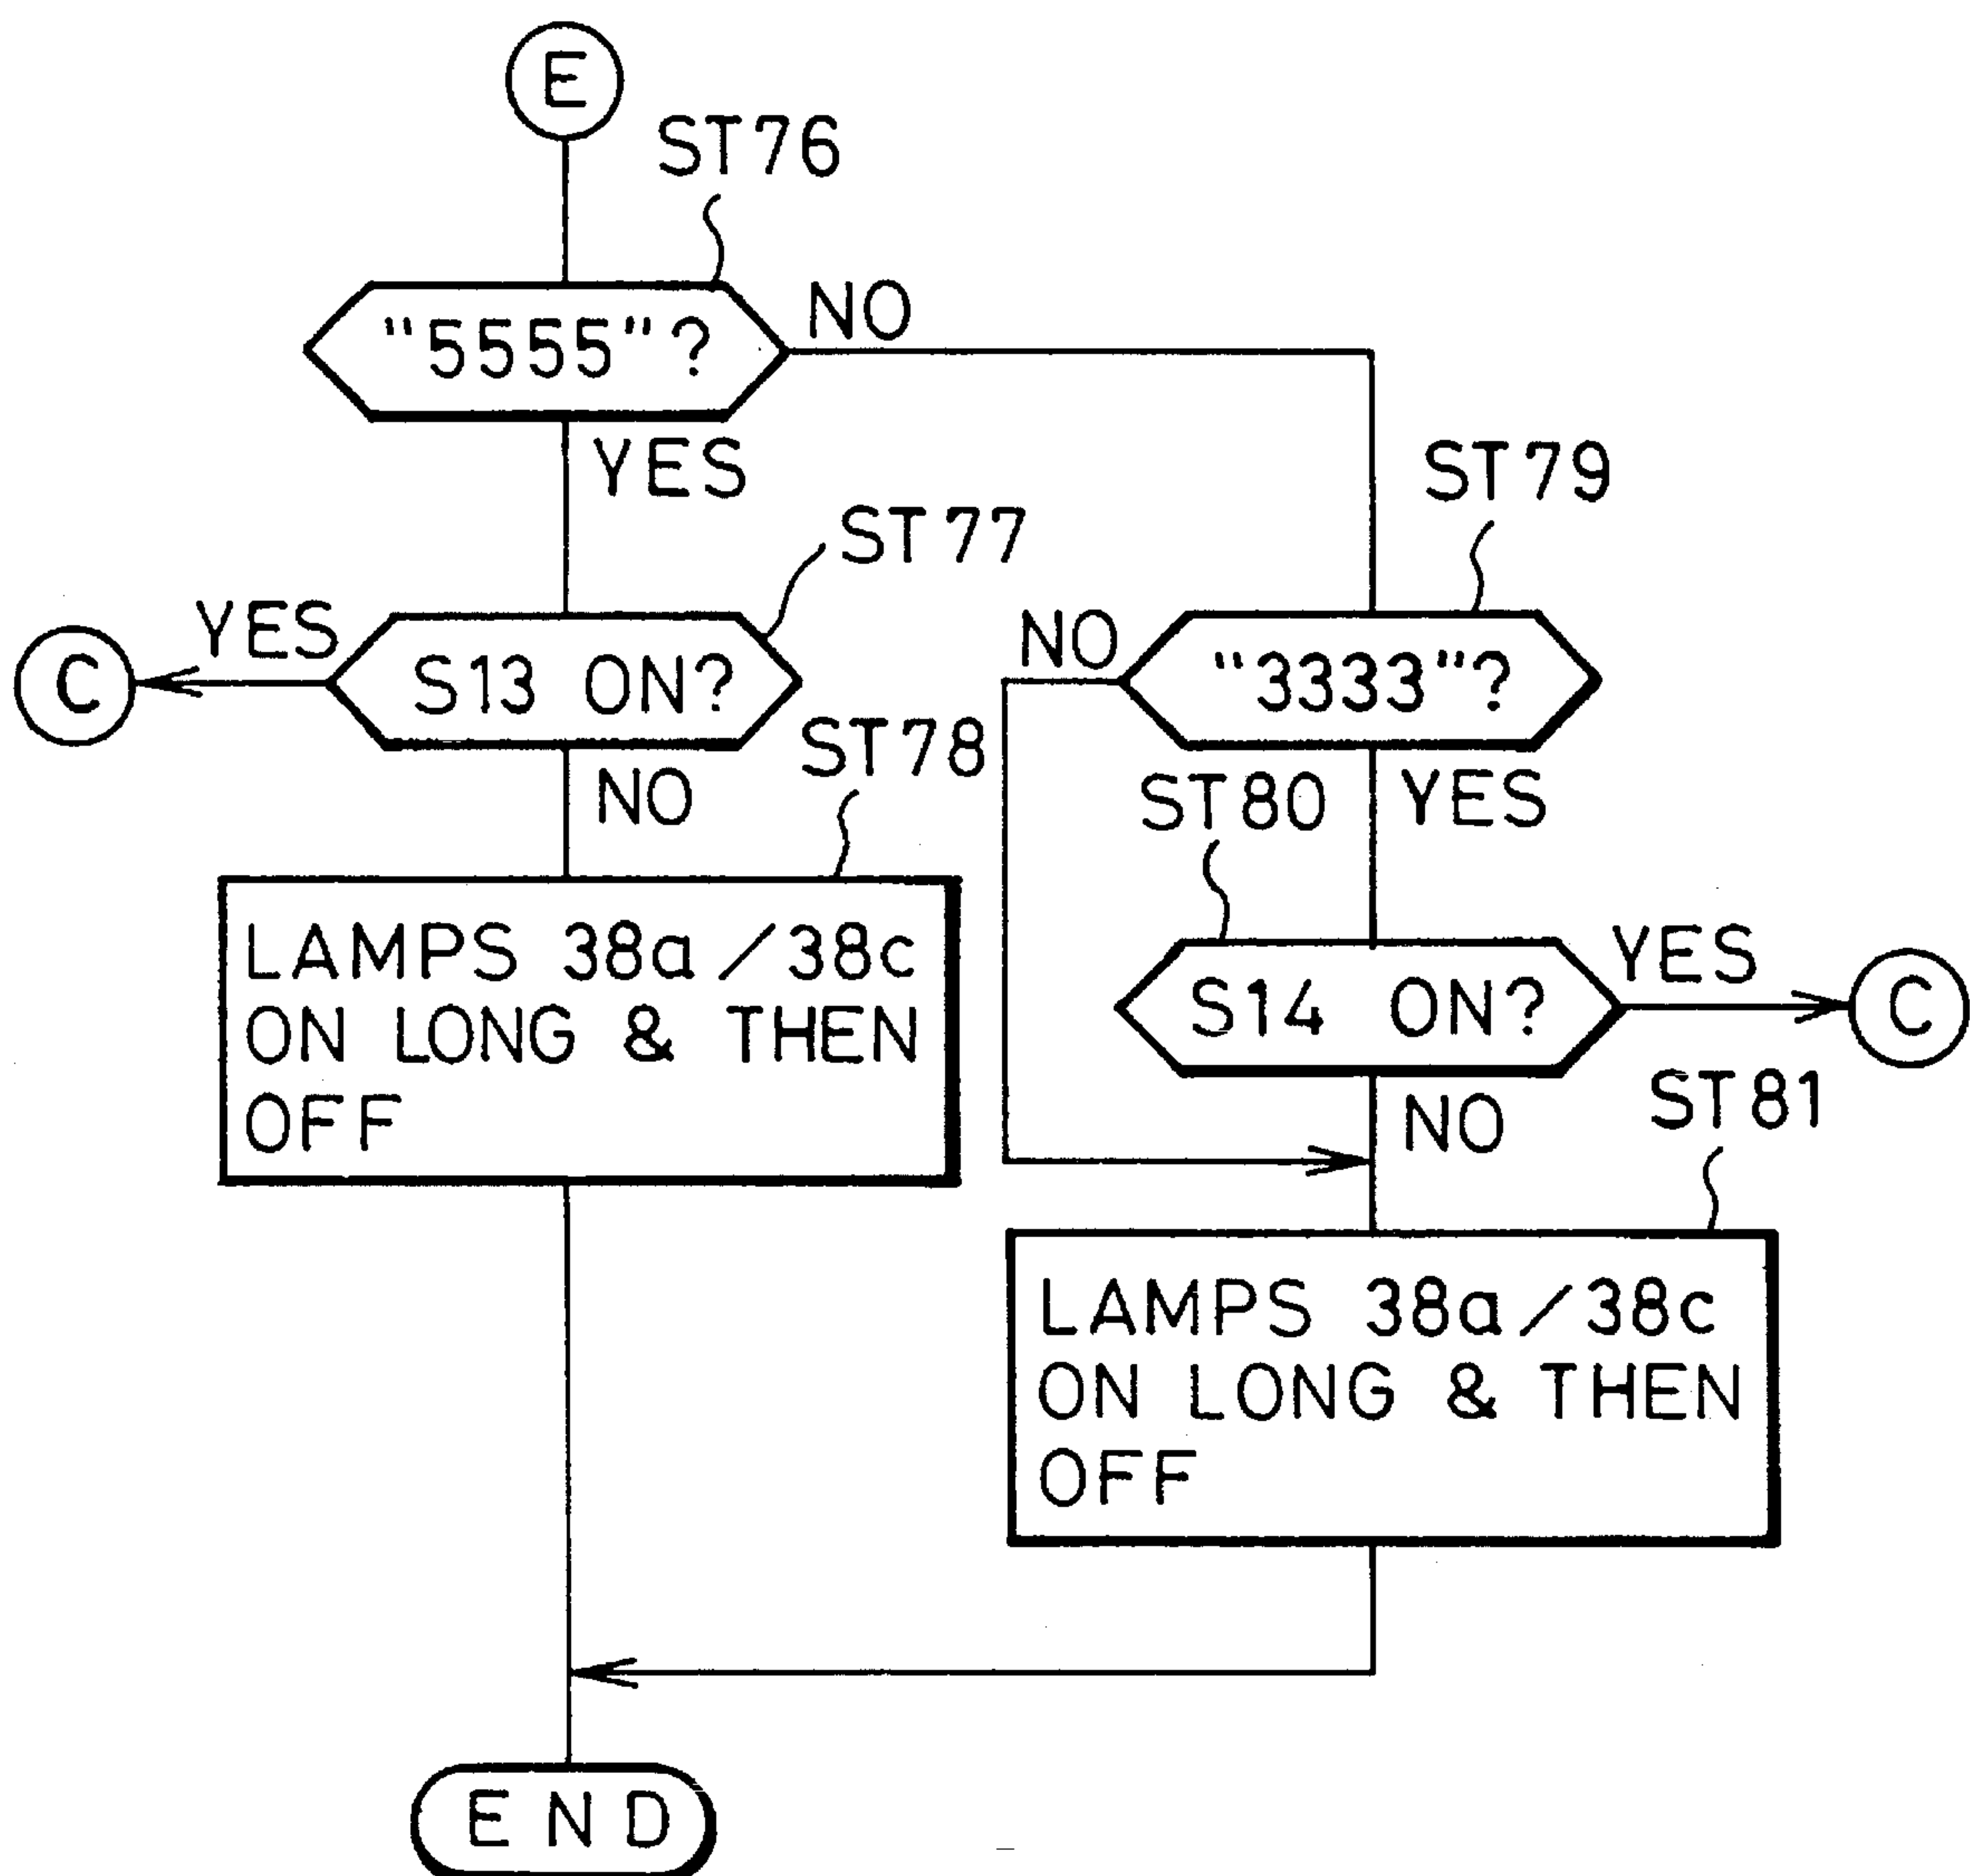 E
ST76
"5555"?
NO
YES
ST77
S13 ON?
YES
C
NO
ST78
LAMPS 38a/38c
ON LONG & THEN
OFF
ST79
"3333"?
NO
YES
ST80
S14 ON?
YES
C
NO
ST81
LAMPS 38a/38c
ON LONG & THEN
OFF
END